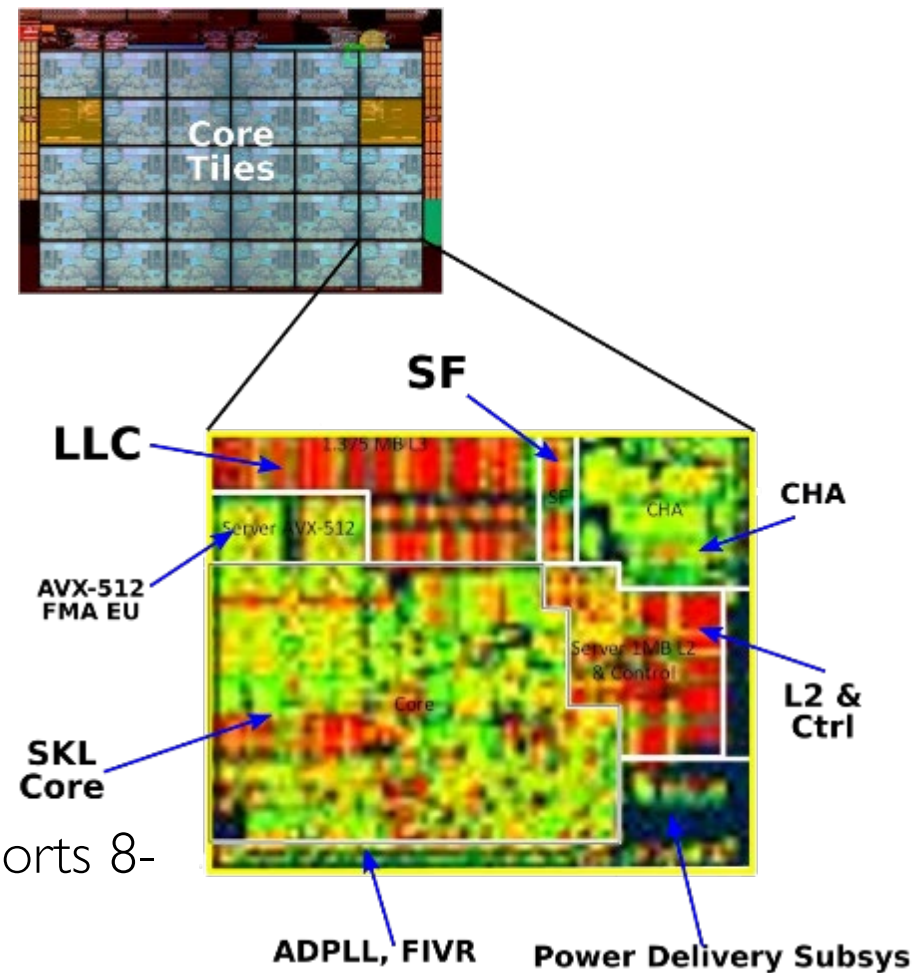 Core
Tiles
SF
LLC
1.375 MB L3
SF
CHA
CHA
Server AVX-512
AVX-512
FMA EU
Server 1MB L2
& Control
Core
L2 &
Ctrl
SKL
Core
orts 8-
ADPLL, FIVR
Power Delivery Subsys